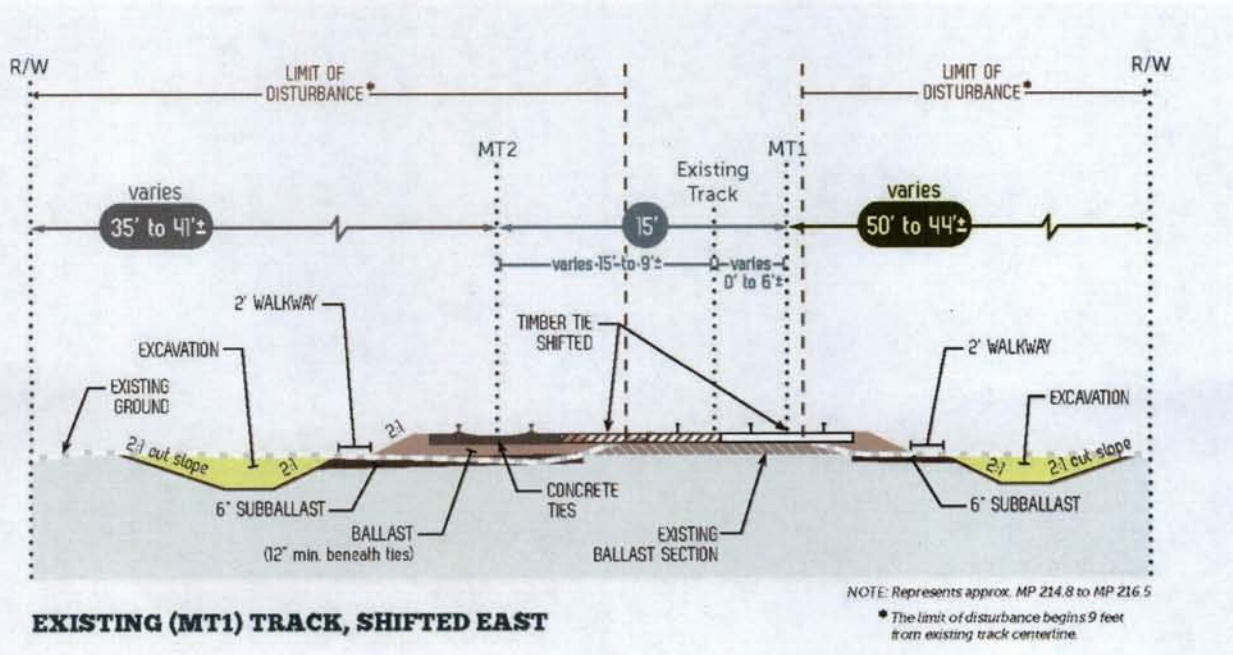 R/W
LIMIT OF
DISTURBANCE*
LIMIT OF
DISTURBANCE*
R/W
MT2
MT1
Existing
Track
varies
35' to 41'±
15'
varies
50' to 44'±
varies 15' to 9'±
varies
0' to 6'±
2' WALKWAY
TIMBER TIE
SHIFTED
2' WALKWAY
EXCAVATION
EXCAVATION
EXISTING
GROUND
2:1 cut slope
2:1
2:1
2:1
2:1 cut slope
6" SUBBALLAST
CONCRETE
TIES
6" SUBBALLAST
BALLAST
(12" min. beneath ties)
EXISTING
BALLAST SECTION
NOTE: Represents approx. MP 214.8 to MP 216.5
EXISTING (MT1) TRACK, SHIFTED EAST
* The limit of disturbance begins 9 feet
from existing track centerline.